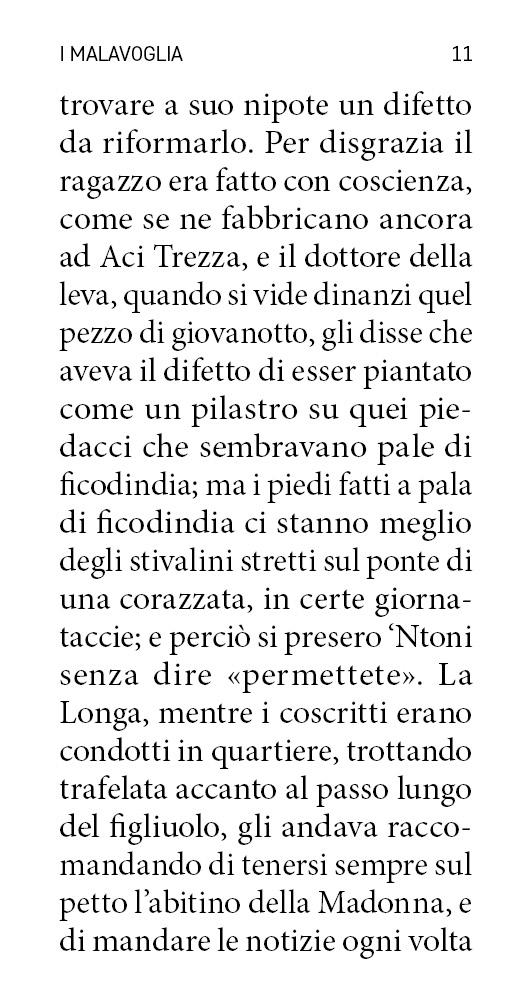 I MALAVOGLIA 11
trovare a suo nipote un difetto
da riformarlo. Per disgrazia il
ragazzo era fatto con coscienza,
come se ne fabbricano ancora
ad Aci Trezza, e il dottore della
leva, quando si vide dinanzi quel
pezzo di giovanotto, gli disse che
aveva il difetto di esser piantato
come un pilastro su quei pie-
dacci che sembravano pale di
ficodindia; ma i piedi fatti a pala
di ficodindia ci stanno meglio
degli stivalini stretti sul ponte di
una corazzata, in certe giorna-
taccie; e perciò si presero ‘Ntoni
senza dire «permettete». La
Longa, mentre i coscritti erano
condotti in quartiere, trottando
trafelata accanto al passo lungo
del figliuolo, gli andava racco-
mandando di tenersi sempre sul
petto l’abitino della Madonna, e
di mandare le notizie ogni volta